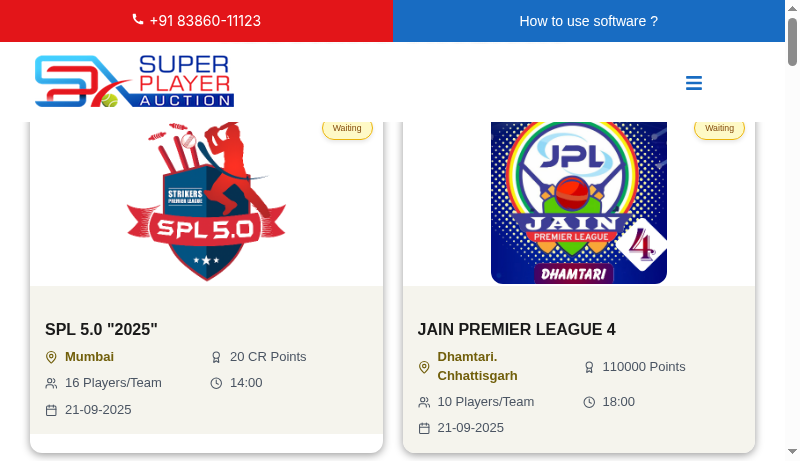 +91 83860-11123
How to use software ?
SUPER
PLAYER
AUCTION
Waiting
STRIKERS
PREMIER LEAGUE
SPL 5.0
SPL 5.0 "2025"
Mumbai
20 CR Points
16 Players/Team
14:00
21-09-2025
Waiting
JPL
JAIN
PREMIER LEAGUE
4
DHAMTARI
JAIN PREMIER LEAGUE 4
Dhamtari.
Chhattisgarh
110000 Points
10 Players/Team
18:00
21-09-2025